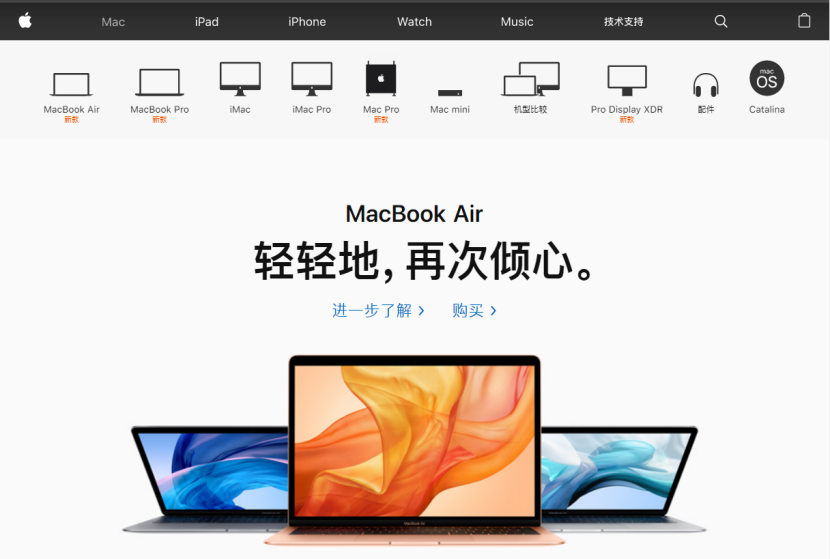 Mac iPad iPhone Watch Music 技术支持
mac
OS
MacBook Air MacBook Pro iMac iMac Pro Mac Pro Mac mini 机型比较 Pro Display XDR 配件 Catalina
新款 新款 新款 新款
MacBook Air
轻轻地，再次倾心。
进一步了解 > 购买 >
MacBook Air